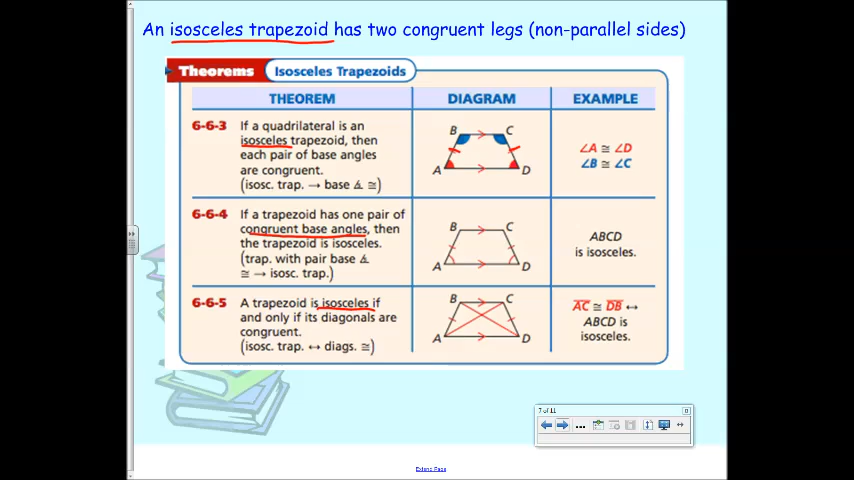 An isosceles trapezoid has two congruent legs (non-parallel sides)
Theorems Isosceles Trapezoids
THEOREM DIAGRAM EXAMPLE
6-6-3 If a quadrilateral is an
isosceles trapezoid, then
each pair of base angles
are congruent.
(isosc. trap. → base ∡ ≅)
B C
A D
∠A ≅ ∠D
∠B ≅ ∠C
6-6-4 If a trapezoid has one pair of
congruent base angles, then
the trapezoid is isosceles.
(trap. with pair base ∡
≅ → isosc. trap.)
B C
A D
ABCD
is isosceles.
6-6-5 A trapezoid is isosceles if
and only if its diagonals are
congruent.
(isosc. trap. ↔ diags. ≅)
B C
A D
AC ≅ DB ↔
ABCD is
isosceles.
7 of 11
Extend Page